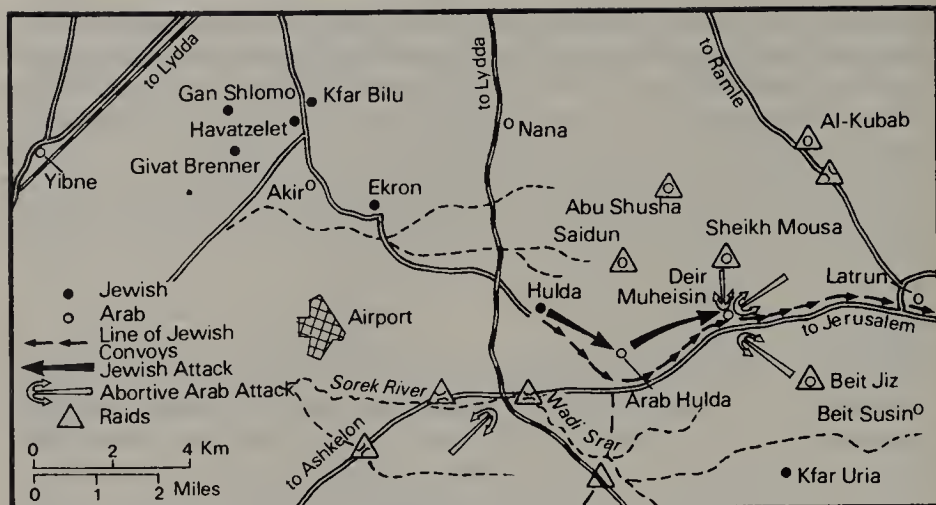 to Lydda
to Lydda
to Ramle
Gan Shlomo
Kfar Bilu
Havatzelet
Nana
Al-Kubab
Givat Brenner
Yibne
Akir
Ekron
Abu Shusha
Saidun
Sheikh Mousa
Deir
Muheisin
Latrun
Hulda
to Jerusalem
Airport
Jewish
Arab
Line of Jewish
Convoys
Jewish Attack
Abortive Arab Attack
Raids
Sorek River
Wadi Srar
Arab Hulda
Beit Jiz
Beit Susin
Kfar Uria
to Ashkelon
0 2 4 Km
0 1 2 Miles